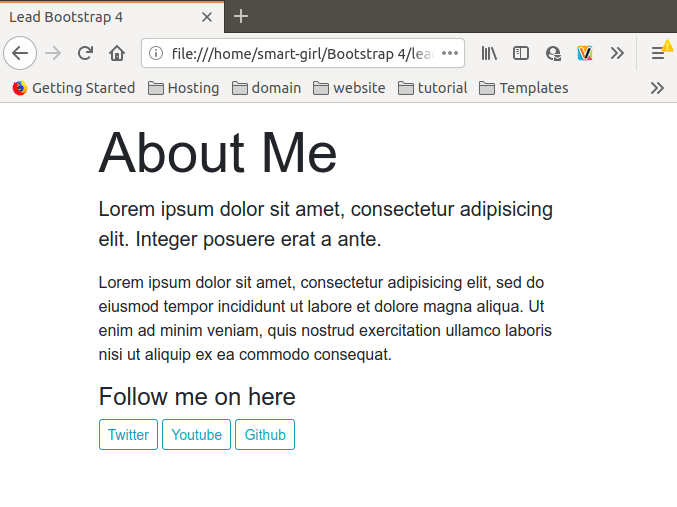 Lead Bootstrap 4
file:///home/smart-girl/Bootstrap 4/lea
Getting Started Hosting domain website tutorial Templates
About Me
Lorem ipsum dolor sit amet, consectetur adipisicing
elit. Integer posuere erat a ante.
Lorem ipsum dolor sit amet, consectetur adipisicing elit, sed do
eiusmod tempor incididunt ut labore et dolore magna aliqua. Ut
enim ad minim veniam, quis nostrud exercitation ullamco laboris
nisi ut aliquip ex ea commodo consequat.
Follow me on here
Twitter Youtube Github